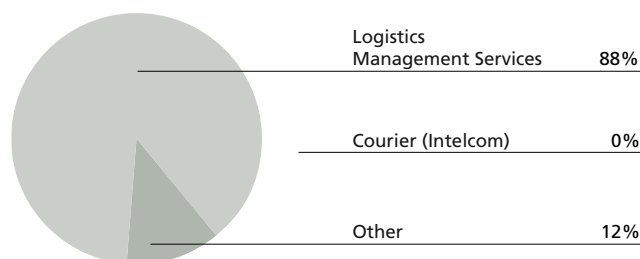 Logistics
Management Services 88%
Courier (Intelcom) 0%
Other 12%